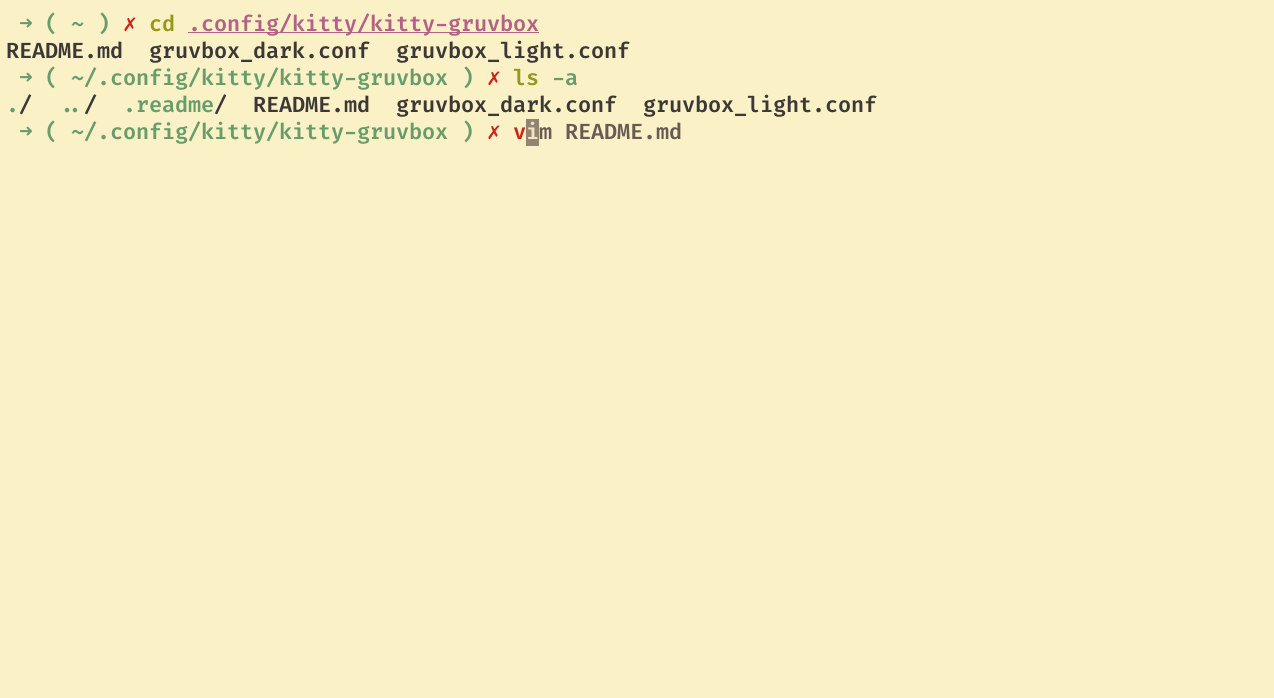 → ( ~ ) ✗ cd .config/kitty/kitty-gruvbox
README.md  gruvbox_dark.conf  gruvbox_light.conf
→ ( ~/.config/kitty/kitty-gruvbox ) ✗ ls -a
./  ../  .readme/  README.md  gruvbox_dark.conf  gruvbox_light.conf
→ ( ~/.config/kitty/kitty-gruvbox ) ✗ vim README.md